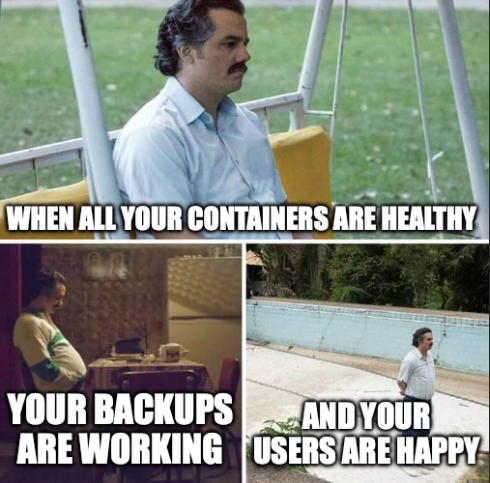 WHEN ALL YOUR CONTAINERS ARE HEALTHY
YOUR BACKUPS
ARE WORKING
AND YOUR
USERS ARE HAPPY